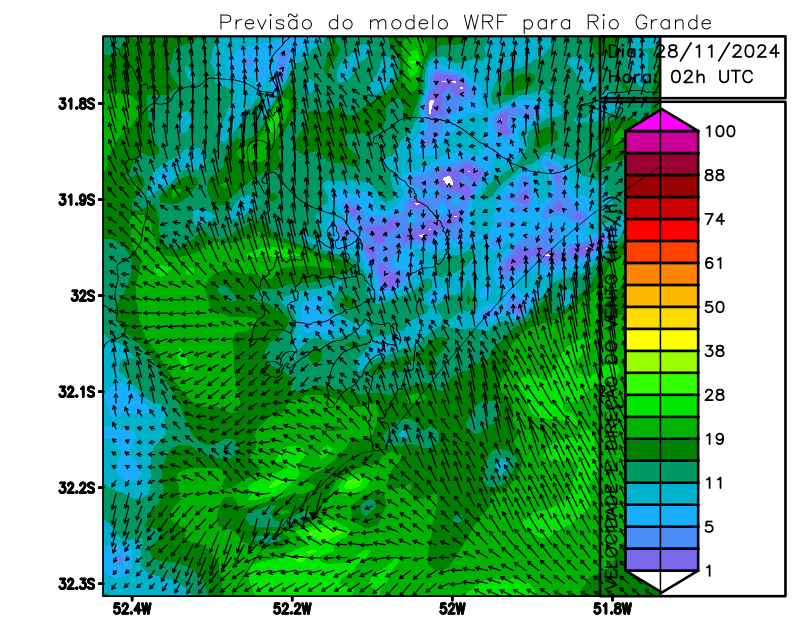 Previsão do modelo WRF para Rio Grande
Dia: 28/11/2024
Hora: 02h UTC
31.8S
31.9S
32S
32.1S
32.2S
32.3S
52.4W
52.2W
52W
51.8W
100
88
74
61
50
38
28
19
11
5
1
VELOCIDADE E DIREÇÃO DO VENTO (km/h)